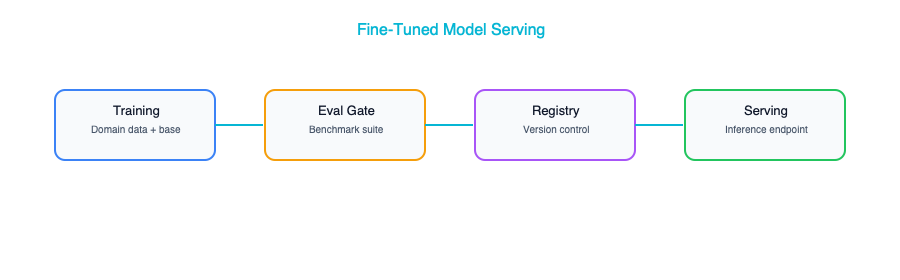 Fine-Tuned Model Serving
Training
Domain data + base
Eval Gate
Benchmark suite
Registry
Version control
Serving
Inference endpoint